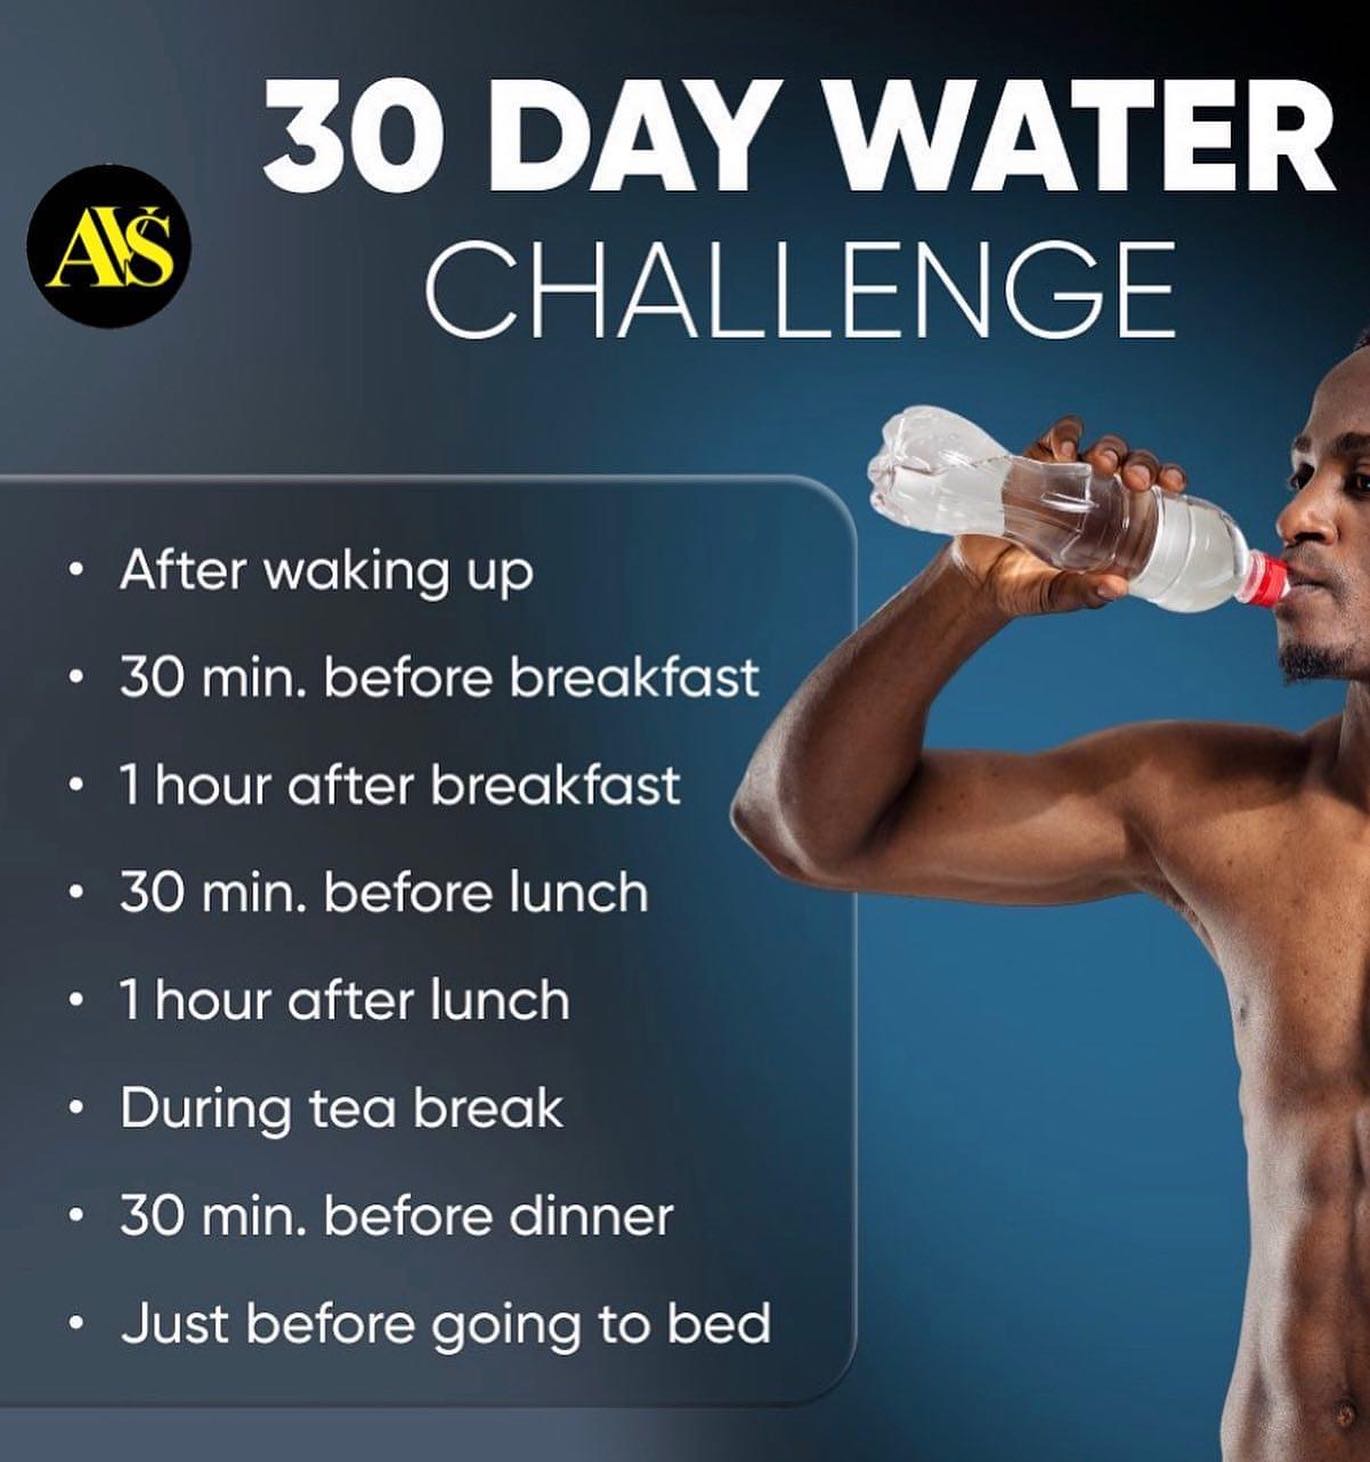 30 DAY WATER
CHALLENGE
AVS
• After waking up
• 30 min. before breakfast
• 1 hour after breakfast
• 30 min. before lunch
• 1 hour after lunch
• During tea break
• 30 min. before dinner
• Just before going to bed